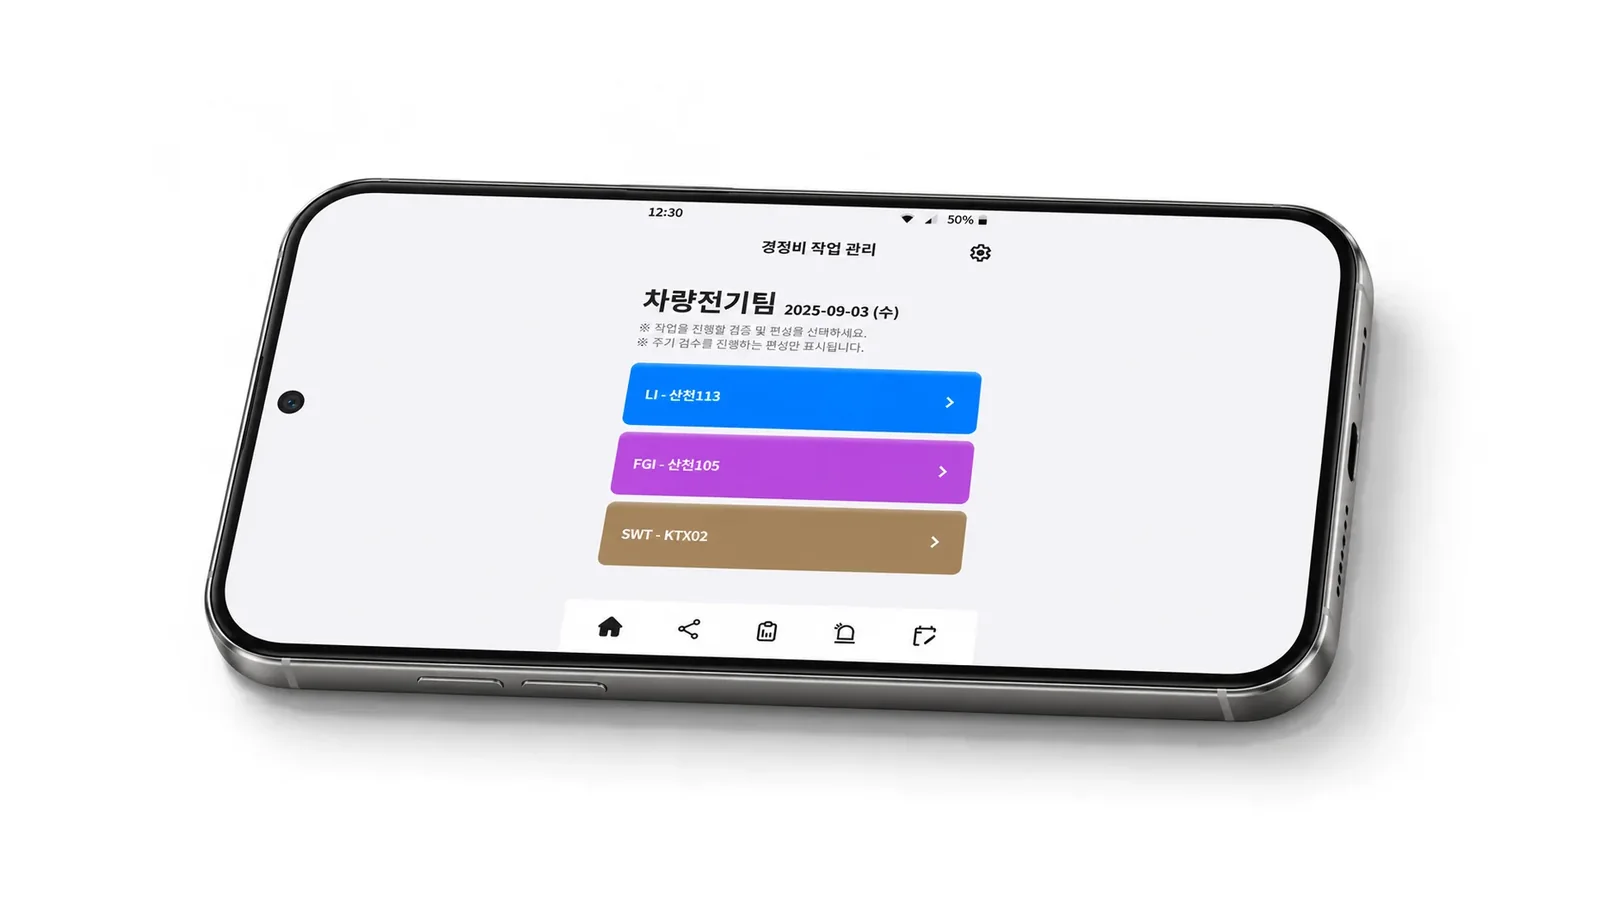 12:30
50%
경정비 작업 관리
차량전기팀 2025-09-03 (수)
※ 작업을 진행할 검증 및 편성을 선택하세요.
※ 주기 검수를 진행하는 편성만 표시됩니다.
LI - 산천113
FGI - 산천105
SWT - KTX02